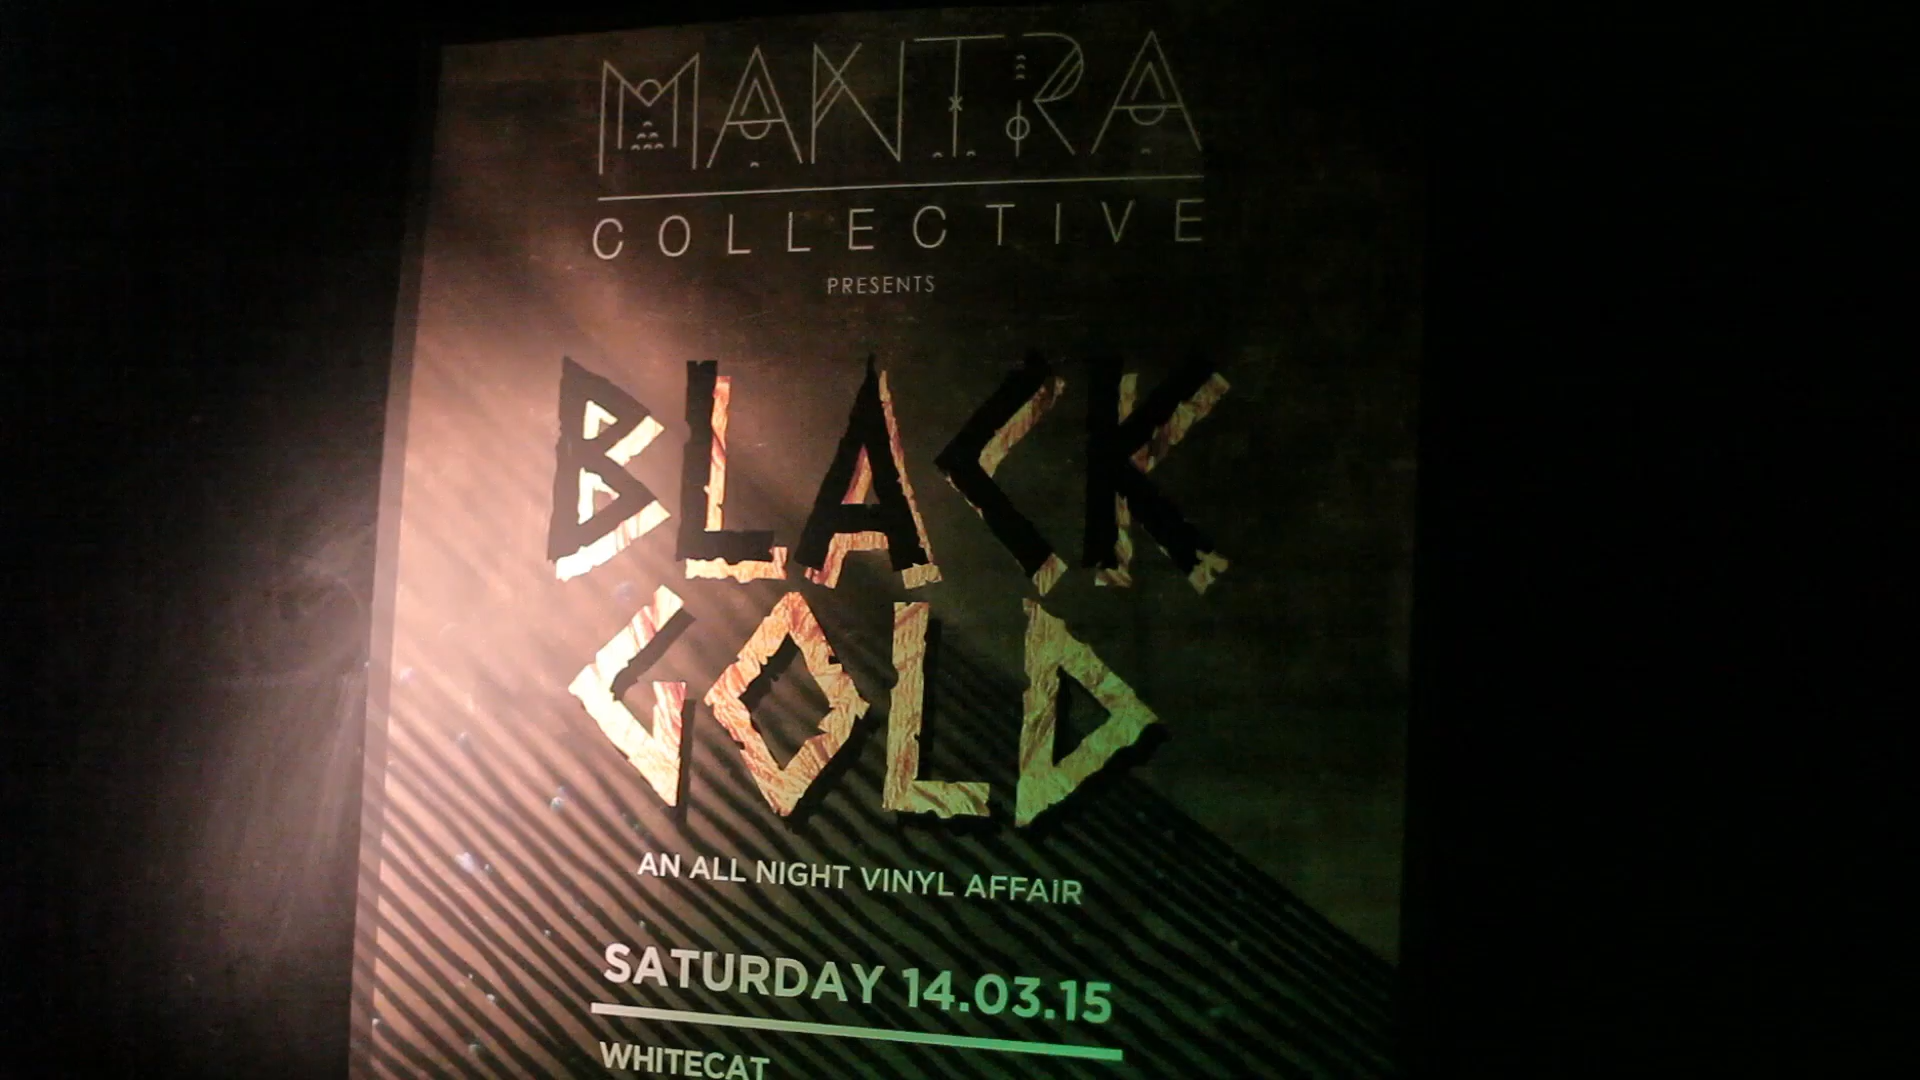 MANTRA
COLLECTIVE
PRESENTS
BLACK
GOLD
AN ALL NIGHT VINYL AFFAIR
SATURDAY 14.03.15
WHITECAT